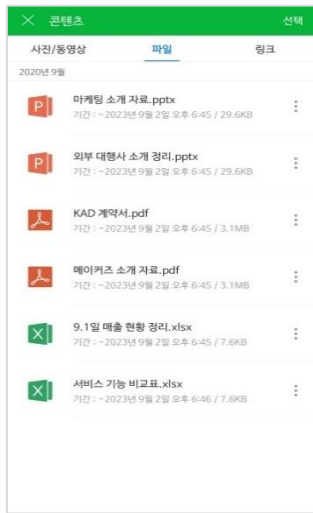 콘텐츠 선택
사진/동영상 파일 링크
2020년 9월
마케팅 소개 자료.pptx
기간 : ~2023년 9월 2일 오후 6:45 / 29.6KB
외부 대행사 소개 정리.pptx
기간 : ~2023년 9월 2일 오후 6:45 / 29.6KB
KAD 계약서.pdf
기간 : ~2023년 9월 2일 오후 6:45 / 3.1MB
메이커즈 소개 자료.pdf
기간 : ~2023년 9월 2일 오후 6:45 / 3.1MB
9.1일 매출 현황 정리.xlsx
기간 : ~2023년 9월 2일 오후 6:45 / 7.6KB
서비스 기능 비교표.xlsx
기간 : ~2023년 9월 2일 오후 6:46 / 7.6KB